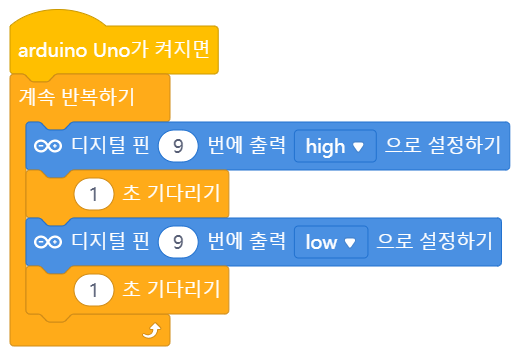 arduino Uno가 켜지면
계속 반복하기
디지털 핀 9 번에 출력 high 으로 설정하기
1 초 기다리기
디지털 핀 9 번에 출력 low 으로 설정하기
1 초 기다리기